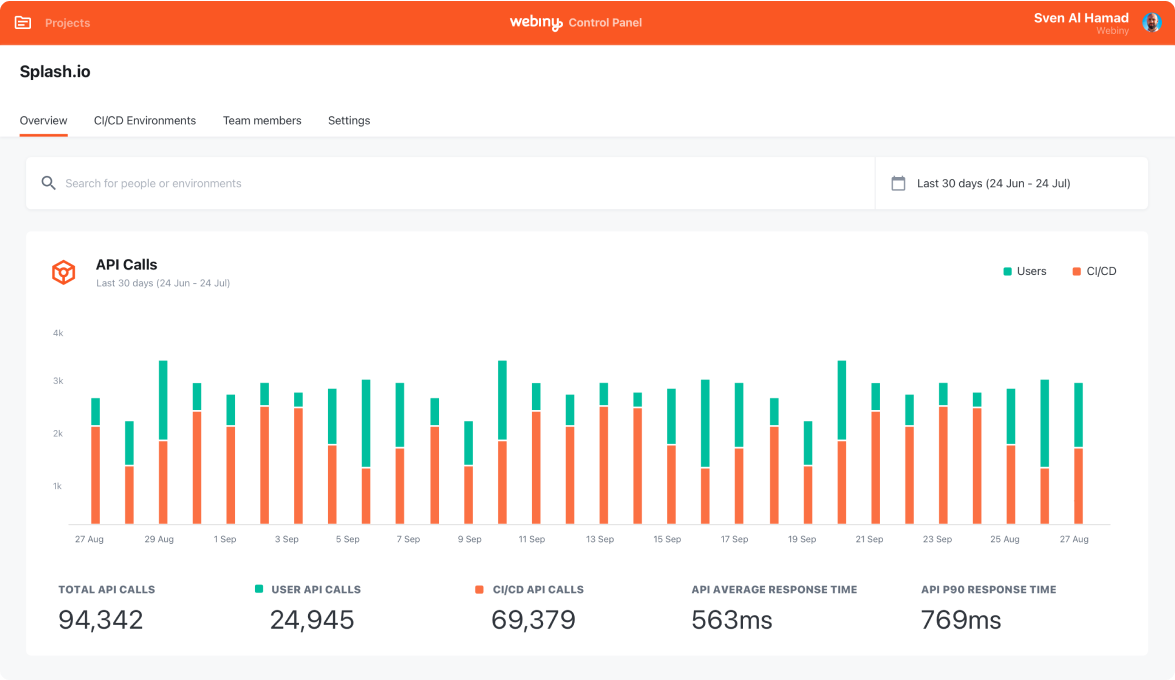 Projects
webiny Control Panel
Sven Al Hamad
Webiny
Splash.io
Overview CI/CD Environments Team members Settings
Search for people or environments
Last 30 days (24 Jun - 24 Jul)
API Calls
Last 30 days (24 Jun - 24 Jul)
Users CI/CD
4k
3k
2k
1k
27 Aug 29 Aug 1 Sep 3 Sep 5 Sep 7 Sep 9 Sep 11 Sep 13 Sep 15 Sep 17 Sep 19 Sep 21 Sep 23 Sep 25 Aug 27 Aug
TOTAL API CALLS USER API CALLS CI/CD API CALLS API AVERAGE RESPONSE TIME API P90 RESPONSE TIME
94,342 24,945 69,379 563ms 769ms